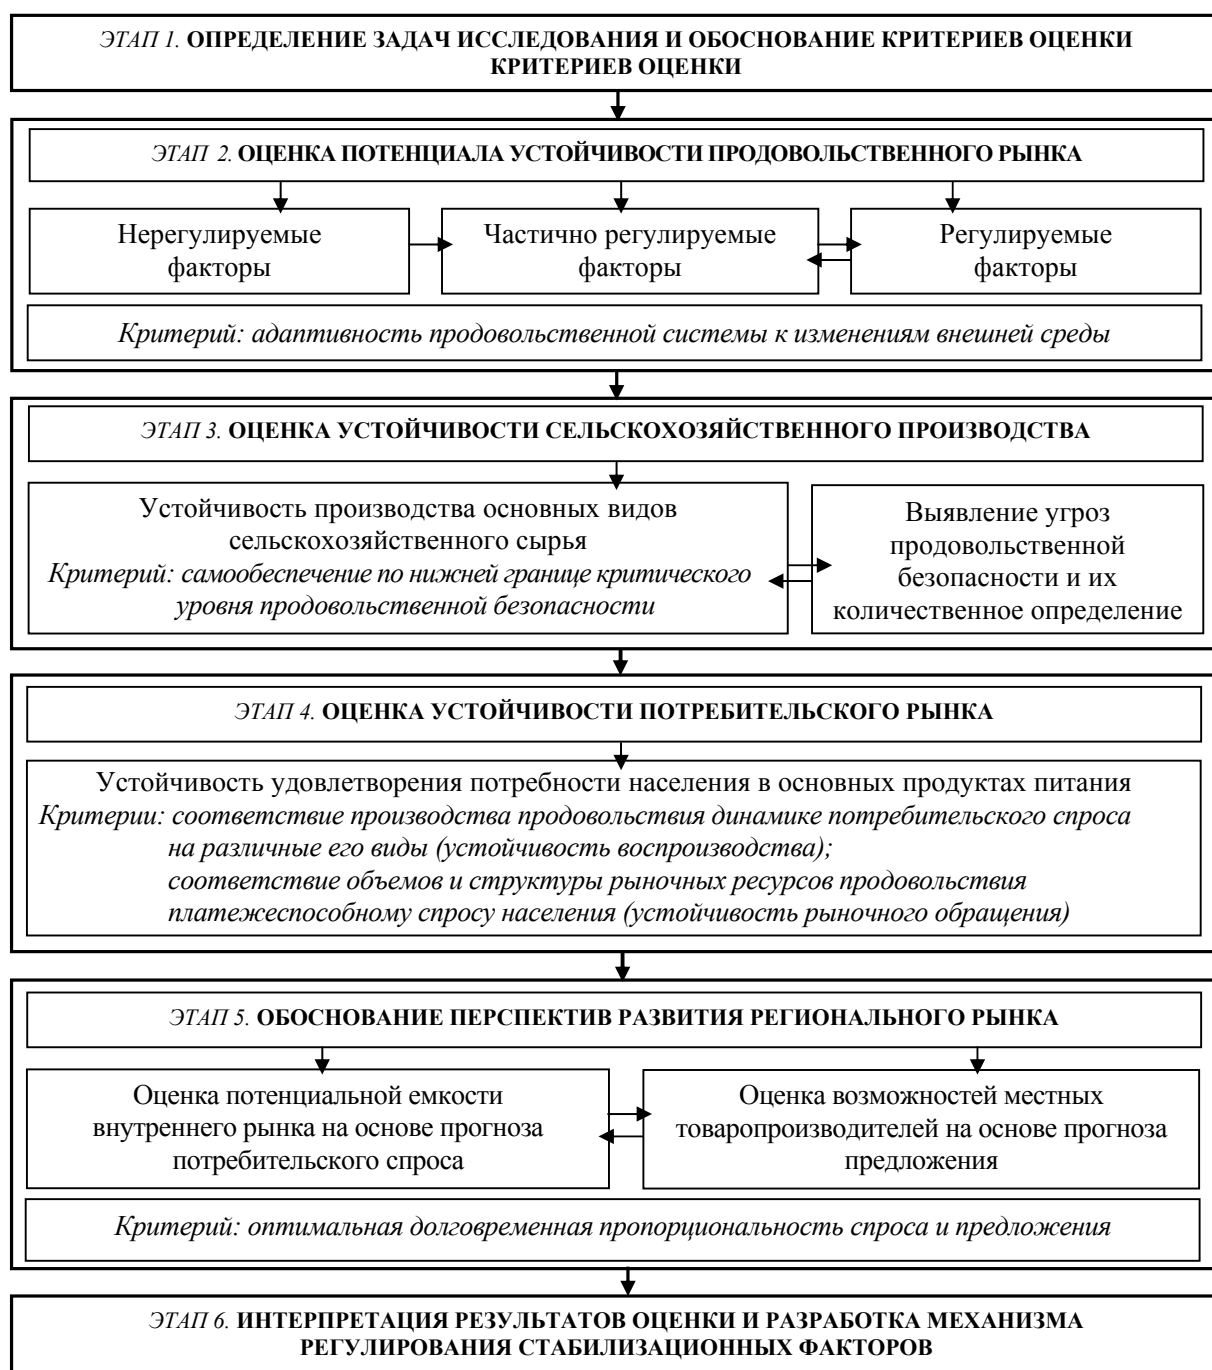 ЭТАП 1. ОПРЕДЕЛЕНИЕ ЗАДАЧ ИССЛЕДОВАНИЯ И ОБОСНОВАНИЕ КРИТЕРИЕВ ОЦЕНКИ
КРИТЕРИЕВ ОЦЕНКИ
ЭТАП 2. ОЦЕНКА ПОТЕНЦИАЛА УСТОЙЧИВОСТИ ПРОДОВОЛЬСТВЕННОГО РЫНКА
Нерегулируемые
факторы
Частично регулируемые
факторы
Регулируемые
факторы
Критерий: адаптивность продовольственной системы к изменениям внешней среды
ЭТАП 3. ОЦЕНКА УСТОЙЧИВОСТИ СЕЛЬСКОХОЗЯЙСТВЕННОГО ПРОИЗВОДСТВА
Устойчивость производства основных видов
сельскохозяйственного сырья
Критерий: самообеспечение по нижней границе критического
уровня продовольственной безопасности
Выявление угроз
продовольственной
безопасности и их
количественное определение
ЭТАП 4. ОЦЕНКА УСТОЙЧИВОСТИ ПОТРЕБИТЕЛЬСКОГО РЫНКА
Устойчивость удовлетворения потребности населения в основных продуктах питания
Критерии: соответствие производства продовольствия динамике потребительского спроса
на различные его виды (устойчивость воспроизводства);
соответствие объемов и структуры рыночных ресурсов продовольствия
платежеспособному спросу населения (устойчивость рыночного обращения)
ЭТАП 5. ОБОСНОВАНИЕ ПЕРСПЕКТИВ РАЗВИТИЯ РЕГИОНАЛЬНОГО РЫНКА
Оценка потенциальной емкости
внутреннего рынка на основе прогноза
потребительского спроса
Оценка возможностей местных
товаропроизводителей на основе прогноза
предложения
Критерий: оптимальная долговременная пропорциональность спроса и предложения
ЭТАП 6. ИНТЕРПРЕТАЦИЯ РЕЗУЛЬТАТОВ ОЦЕНКИ И РАЗРАБОТКА МЕХАНИЗМА
РЕГУЛИРОВАНИЯ СТАБИЛИЗАЦИОННЫХ ФАКТОРОВ